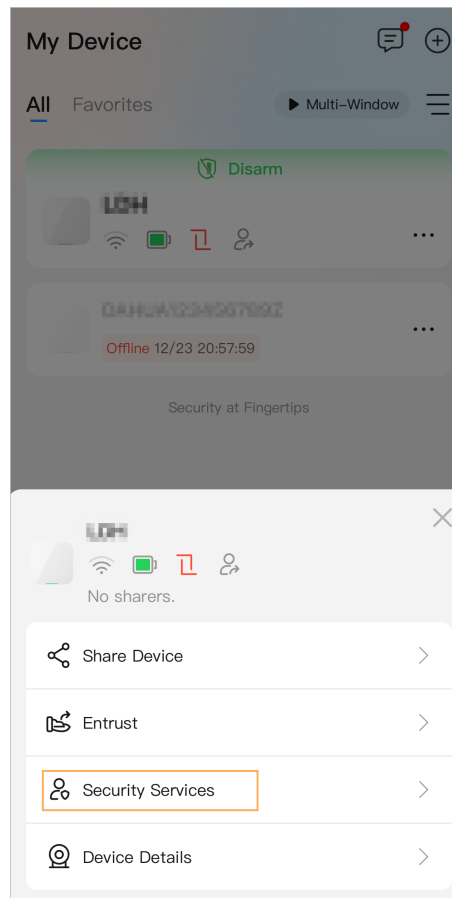 My Device
All Favorites Multi-Window
Disarm
Offline 12/23 20:57:59
Security at Fingertips
No sharers.
Share Device
Entrust
Security Services
Device Details